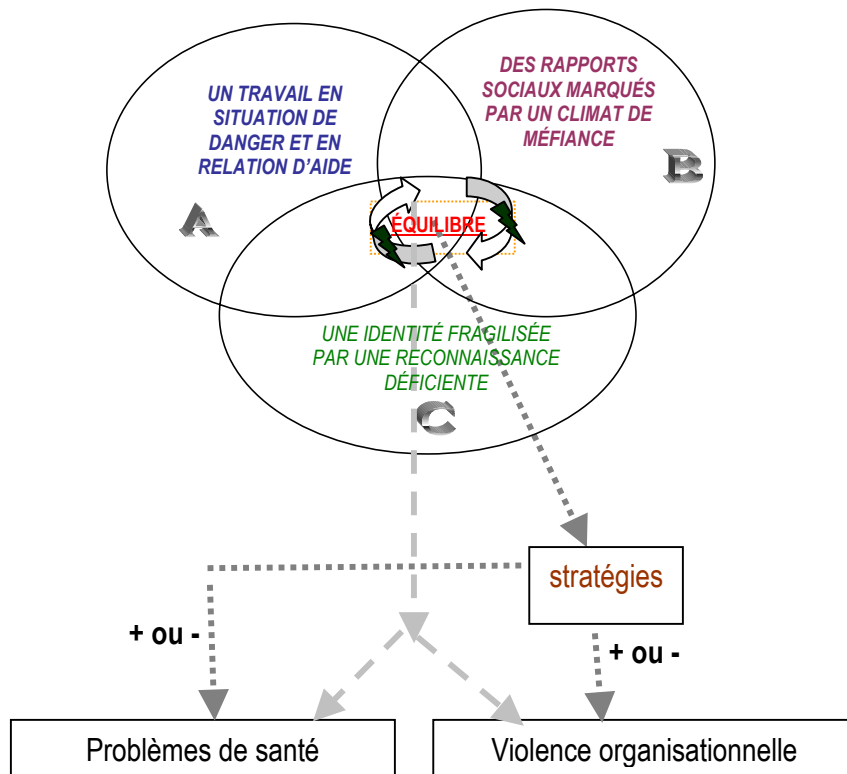 UN TRAVAIL EN
SITUATION DE
DANGER ET EN
RELATION D'AIDE
A
DES RAPPORTS
SOCIAUX MARQUÉS
PAR UN CLIMAT DE
MÉFIANCE
B
ÉQUILIBRE
UNE IDENTITÉ FRAGILISÉE
PAR UNE RECONNAISSANCE
DÉFICIENTE
C
stratégies
+ ou -
+ ou -
Problèmes de santé
Violence organisationnelle